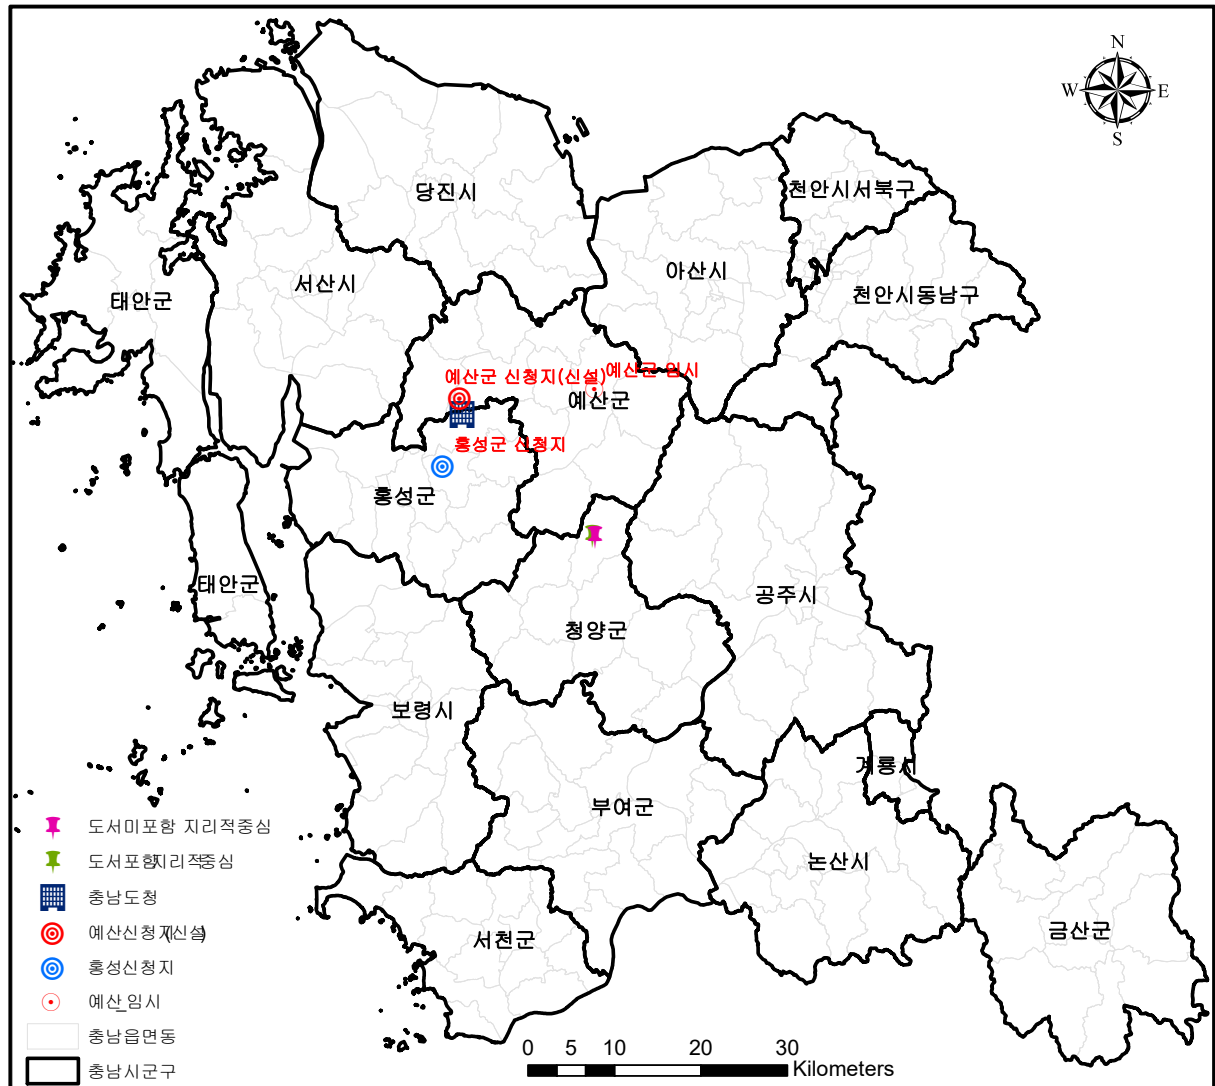 N
W E
S
당진시
천안시서북구
아산시
서산시
태안군
천안시동남구
예산군 신청지(신설)
예산군 임시
예산군
홍성군 신청지
홍성군
태안군
공주시
청양군
보령시
계룡시
부여군
논산시
서천군
금산군
도서미포함 지리적중심
도서포함지리적중심
충남도청
예산신청지(신설)
홍성신청지
예산_임시
충남읍면동
충남시군구
0 5 10 20 30
Kilometers